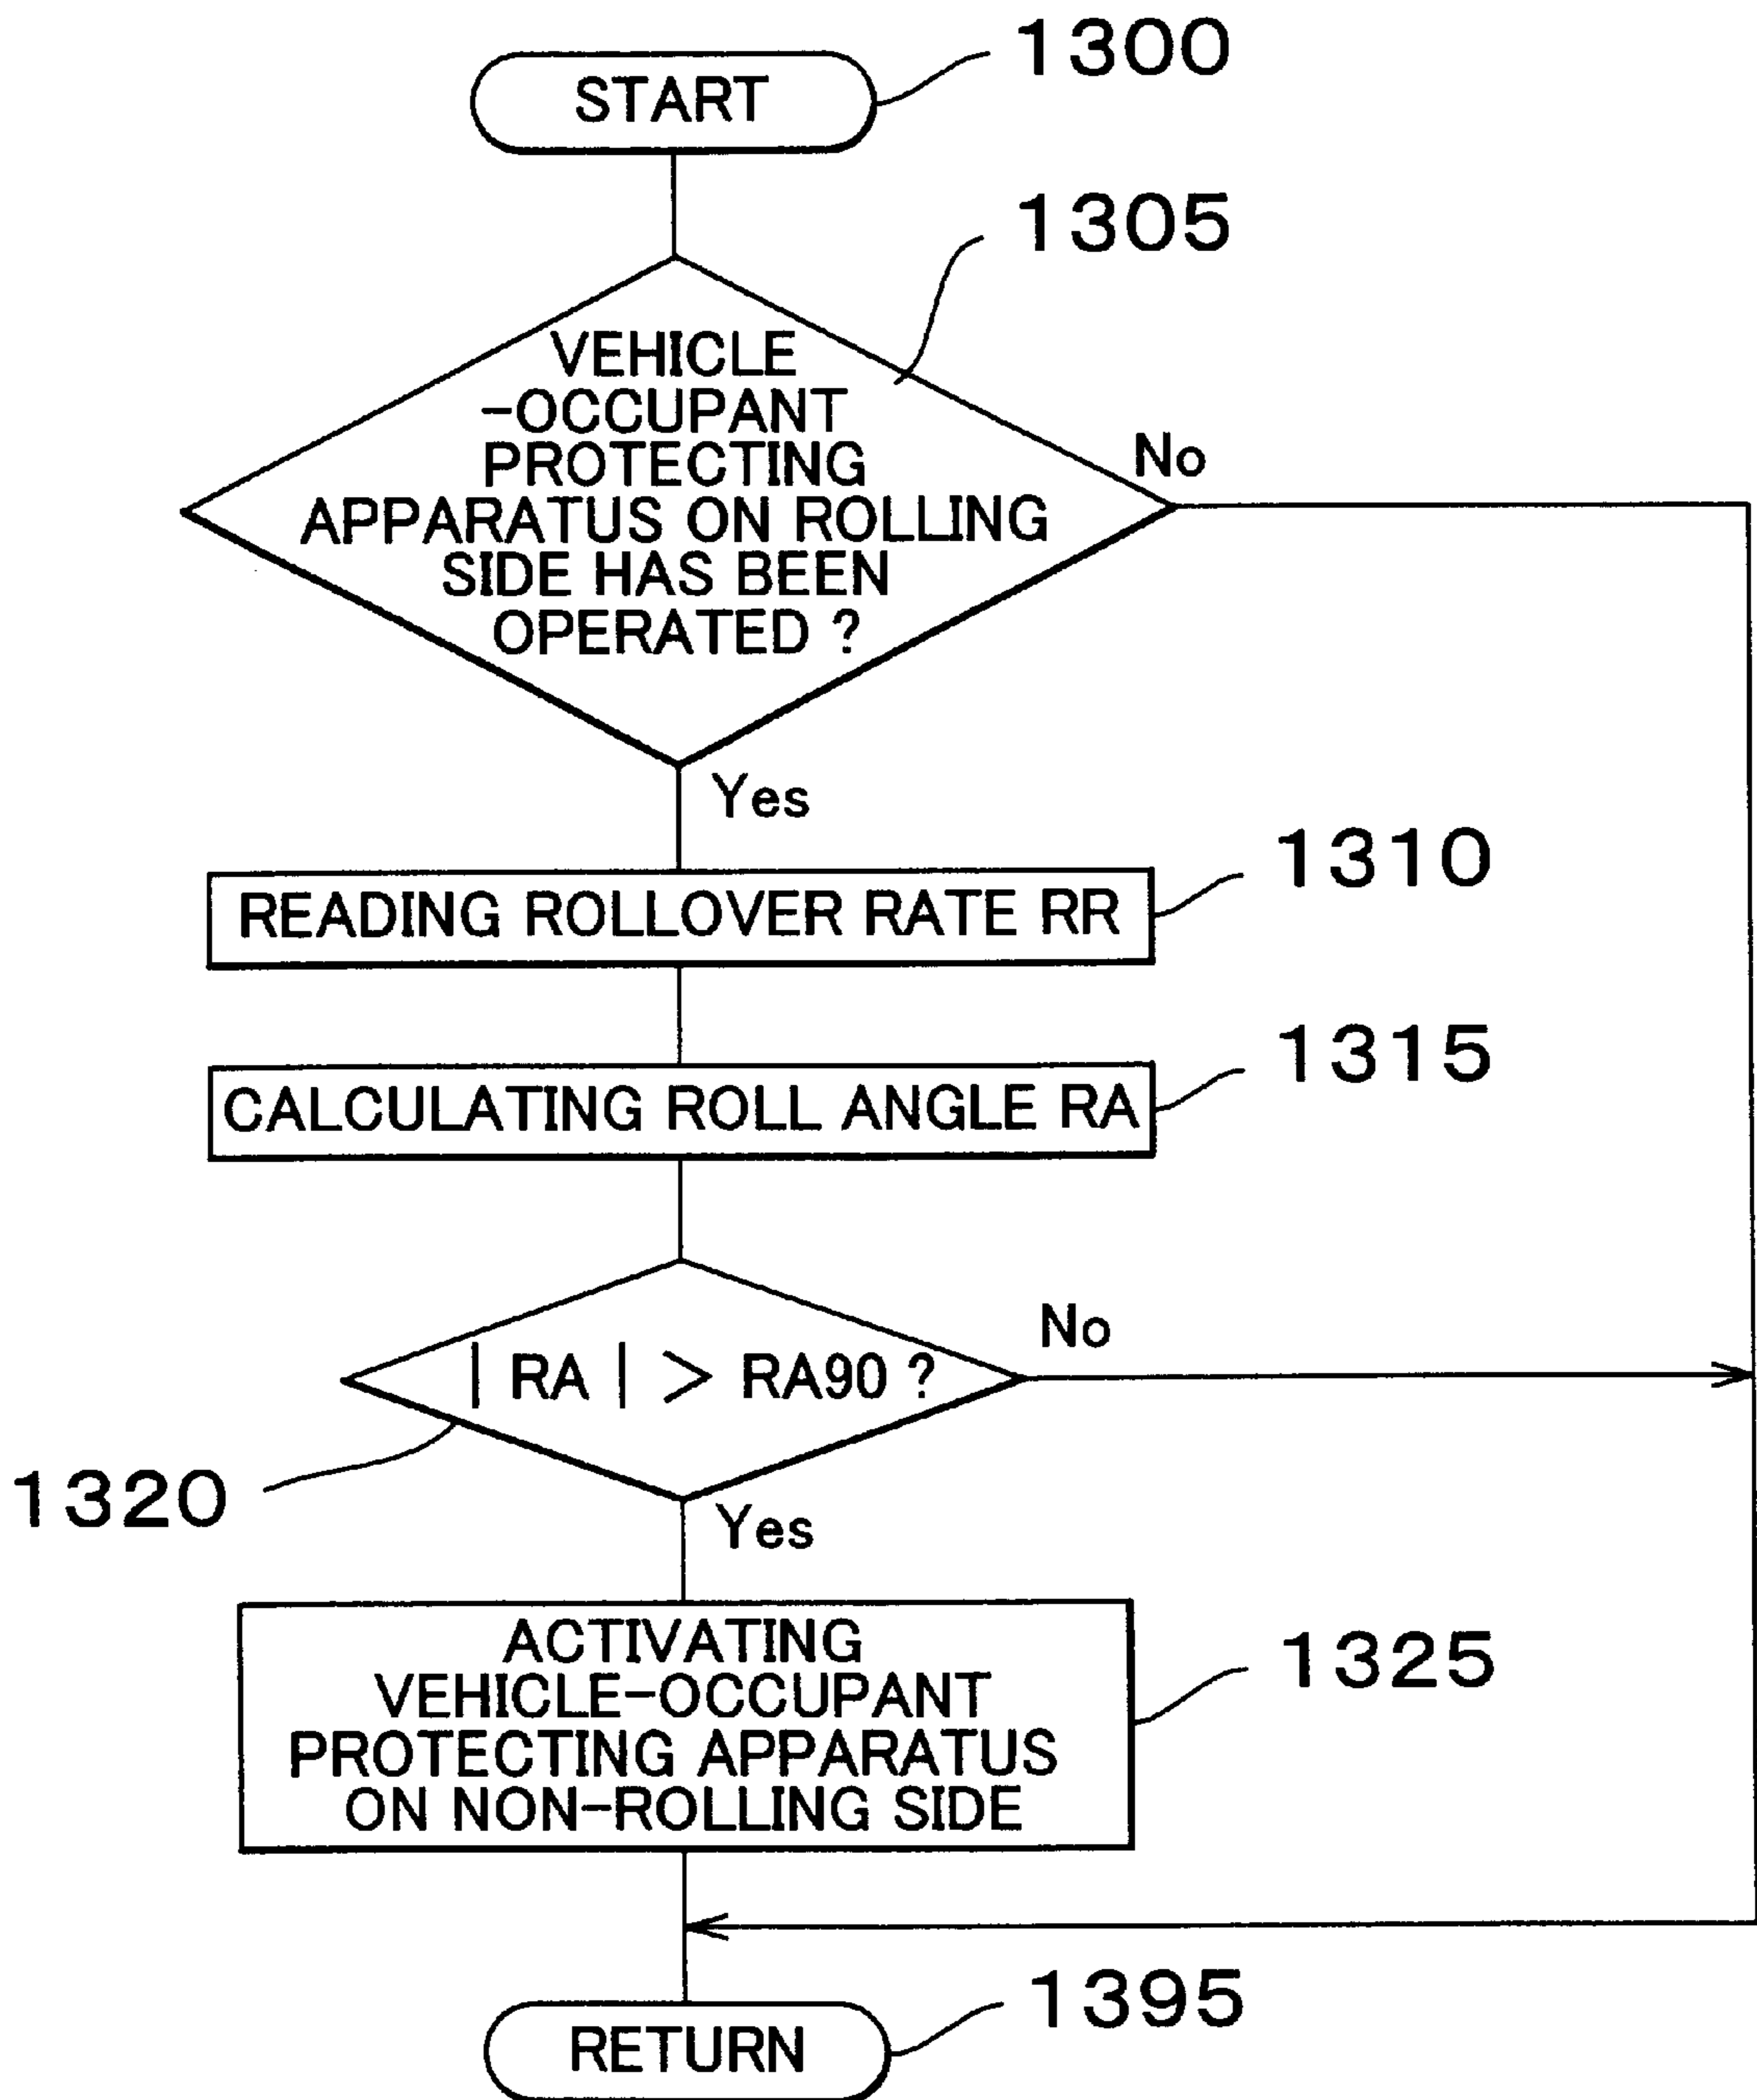 START
1300
1305
VEHICLE
-OCCUPANT
PROTECTING
APPARATUS ON ROLLING
SIDE HAS BEEN
OPERATED ?
No
Yes
READING ROLLOVER RATE RR
1310
CALCULATING ROLL ANGLE RA
1315
| RA | > RA90 ?
No
1320
Yes
ACTIVATING
VEHICLE-OCCUPANT
PROTECTING APPARATUS
ON NON-ROLLING SIDE
1325
RETURN
1395